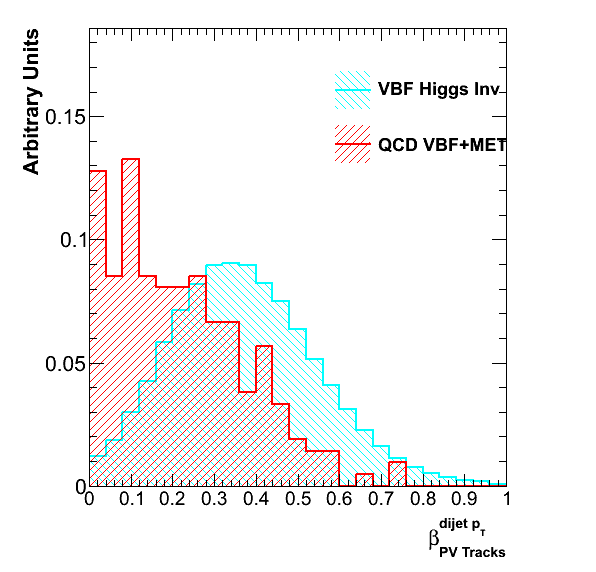 Arbitrary Units
0.15
0.1
0.05
0
VBF Higgs Inv
QCD VBF+MET
0 0.1 0.2 0.3 0.4 0.5 0.6 0.7 0.8 0.9 1
β dijet pT
PV Tracks